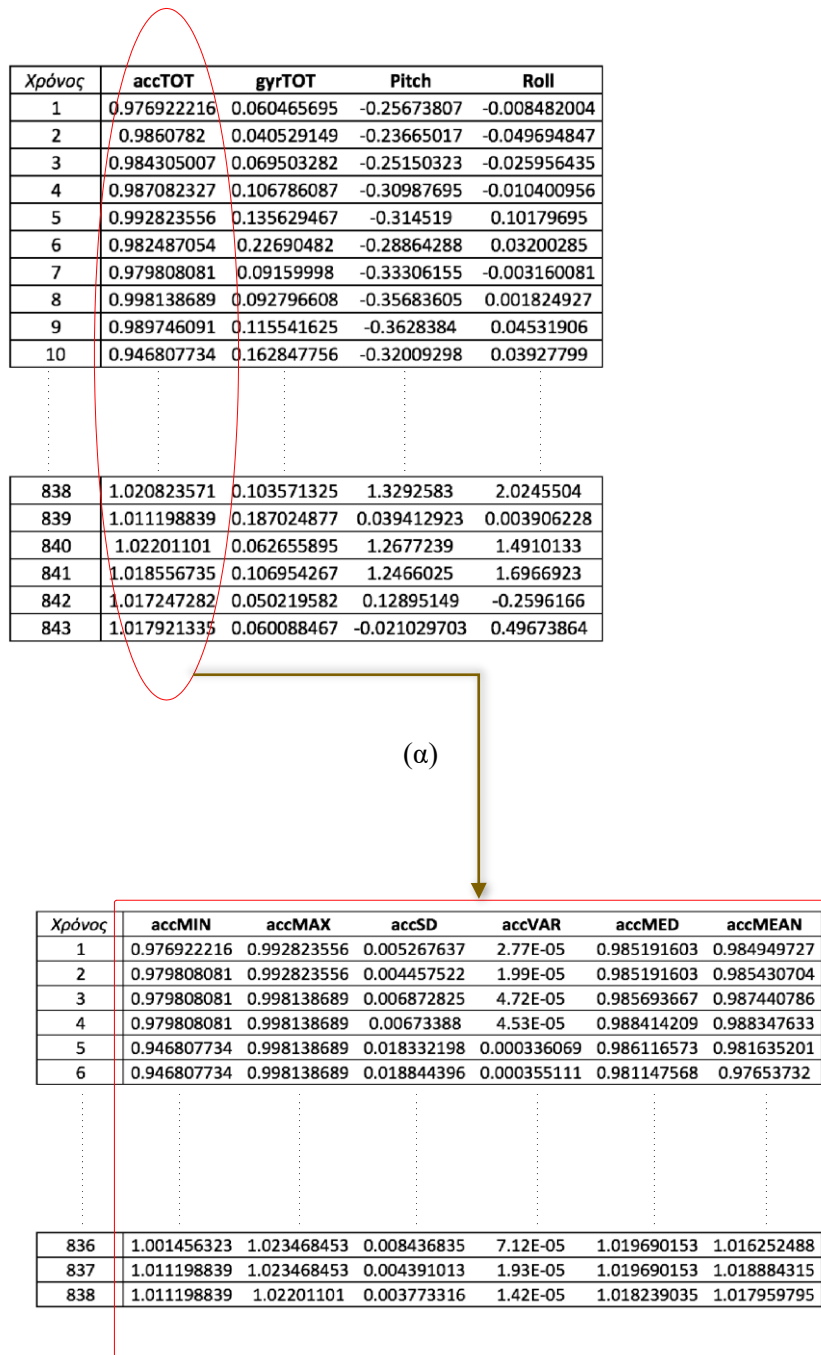 Χρόνος accTOT gyrTOT Pitch Roll
1 0.976922216 0.060465695 -0.25673807 -0.008482004
2 0.9860782 0.040529149 -0.23665017 -0.049694847
3 0.984305007 0.069503282 -0.25150323 -0.025956435
4 0.987082327 0.106786087 -0.30987695 -0.010400956
5 0.992823556 0.135629467 -0.314519 0.10179695
6 0.982487054 0.22690482 -0.28864288 0.03200285
7 0.979808081 0.09159998 -0.33306155 -0.003160081
8 0.998138689 0.092796608 -0.35683605 0.001824927
9 0.989746091 0.115541625 -0.3628384 0.04531906
10 0.946807734 0.162847756 -0.32009298 0.03927799
838 1.020823571 0.103571325 1.3292583 2.0245504
839 1.011198839 0.187024877 0.039412923 0.003906228
840 1.02201101 0.062655895 1.2677239 1.4910133
841 1.018556735 0.106954267 1.2466025 1.6966923
842 1.017247282 0.050219582 0.12895149 -0.2596166
843 1.017921335 0.060088467 -0.021029703 0.49673864
(α)
Χρόνος accMIN accMAX accSD accVAR accMED accMEAN
1 0.976922216 0.992823556 0.005267637 2.77E-05 0.985191603 0.984949727
2 0.979808081 0.992823556 0.004457522 1.99E-05 0.985191603 0.985430704
3 0.979808081 0.998138689 0.006872825 4.72E-05 0.985693667 0.987440786
4 0.979808081 0.998138689 0.00673388 4.53E-05 0.988414209 0.988347633
5 0.946807734 0.998138689 0.018332198 0.000336069 0.986116573 0.981635201
6 0.946807734 0.998138689 0.018844396 0.000355111 0.981147568 0.97653732
836 1.001456323 1.023468453 0.008436835 7.12E-05 1.019690153 1.016252488
837 1.011198839 1.023468453 0.004391013 1.93E-05 1.019690153 1.018884315
838 1.011198839 1.02201101 0.003773316 1.42E-05 1.018239035 1.017959795